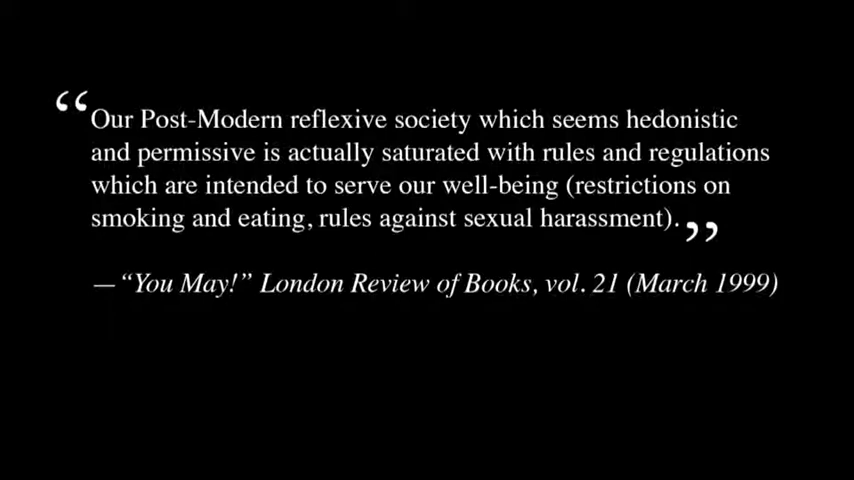 “Our Post-Modern reflexive society which seems hedonistic
and permissive is actually saturated with rules and regulations
which are intended to serve our well-being (restrictions on
smoking and eating, rules against sexual harassment).”
—“You May!” London Review of Books, vol. 21 (March 1999)